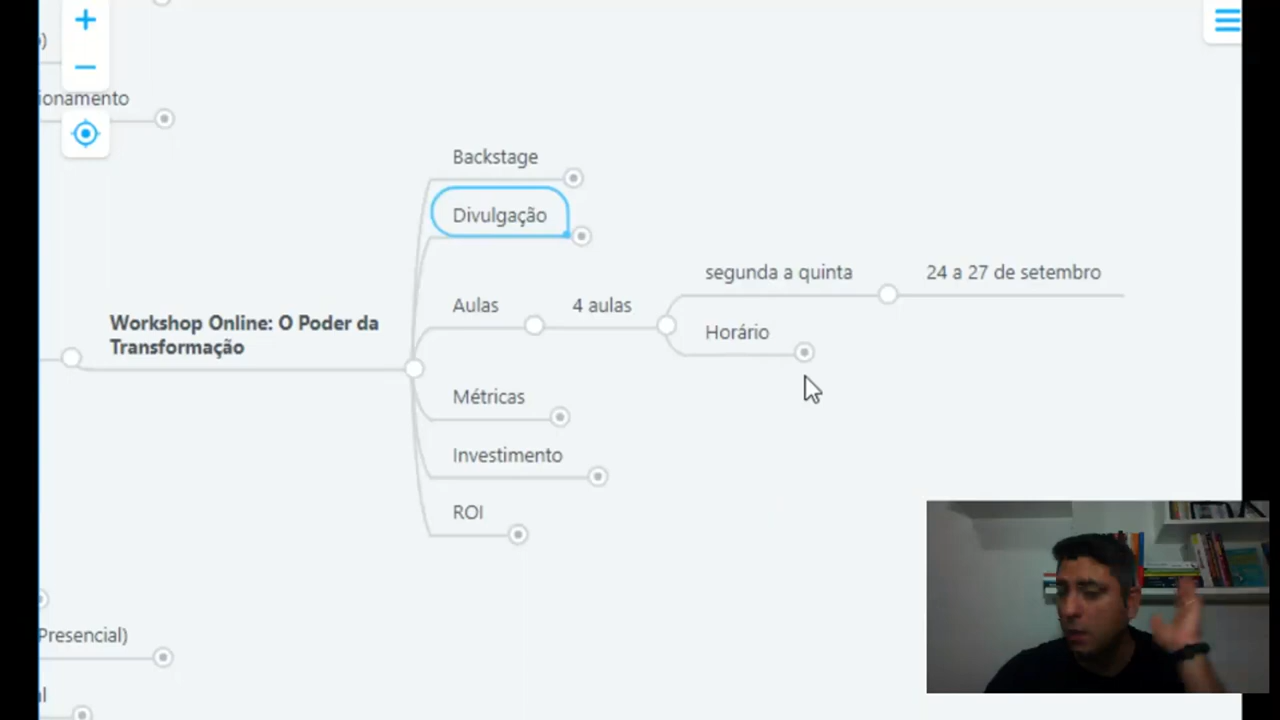 ionamento
Backstage
Divulgação
segunda a quinta
24 a 27 de setembro
Aulas
4 aulas
Horário
Workshop Online: O Poder da
Transformação
Métricas
Investimento
ROI
Presencial)